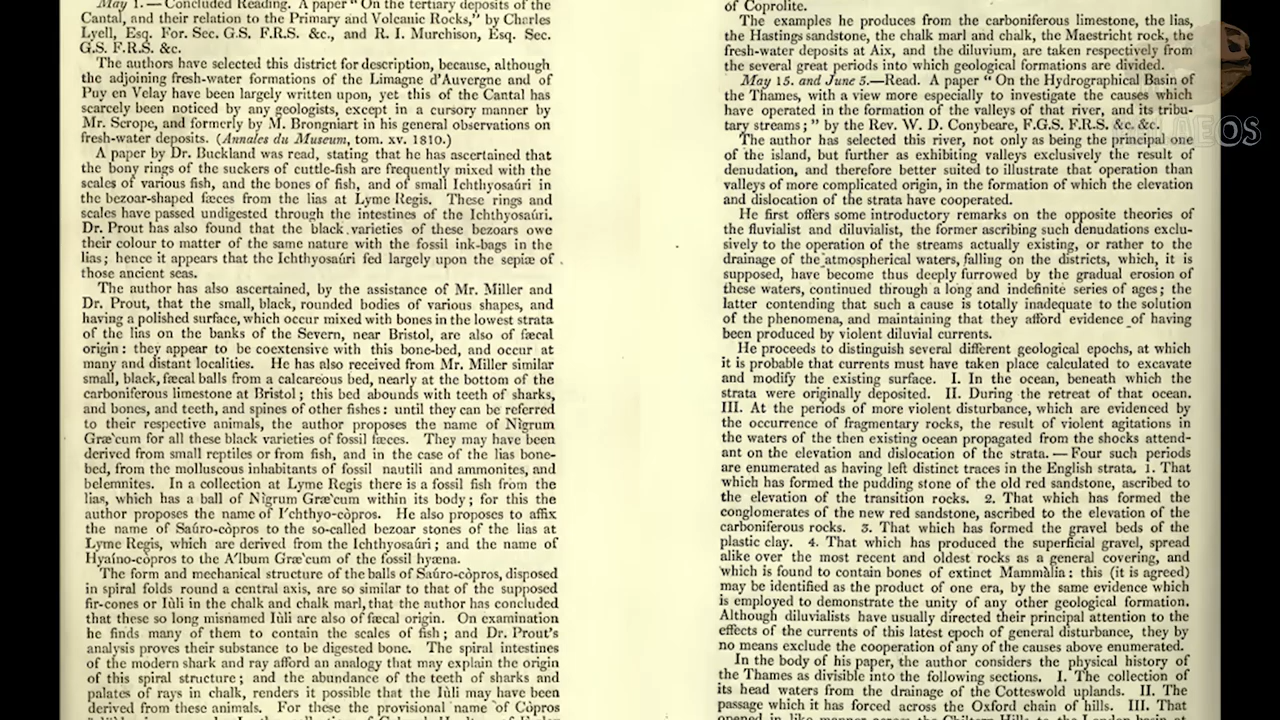 May 1.—Concluded Reading. A paper "On the tertiary deposits of the
Cantal, and their relation to the Primary and Volcanic Rocks," by Charles
Lyell, Esq. For. Sec. G.S. F.R.S. &c., and R. I. Murchison, Esq. Sec.
G.S. F.R.S. &c.
The authors have selected this district for description, because, although
the adjoining fresh-water formations of the Limagne d'Auvergne and of
Puy en Velay have been largely written upon, yet this of the Cantal has
scarcely been noticed by any geologists, except in a cursory manner by
Mr. Scrope, and formerly by M. Brongniart in his general observations on
fresh-water deposits. (Annales du Museum, tom. xv. 1810.)
A paper by Dr. Buckland was read, stating that he has ascertained that
the bony rings of the suckers of cuttle-fish are frequently mixed with the
scales of various fish, and the bones of fish, and of small Ichthyosaúri in
the bezoar-shaped fæces from the lias at Lyme Regis. These rings and
scales have passed undigested through the intestines of the Ichthyosaúri.
Dr. Prout has also found that the black varieties of these bezoars owe
their colour to matter of the same nature with the fossil ink-bags in the
lias; hence it appears that the Ichthyosaúri fed largely upon the sepiæ of
those ancient seas.
The author has also ascertained, by the assistance of Mr. Miller and
Dr. Prout, that the small, black, rounded bodies of various shapes, and
having a polished surface, which occur mixed with bones in the lowest strata
of the lias on the banks of the Severn, near Bristol, are also of fæcal
origin: they appear to be coextensive with this bone-bed, and occur at
many and distant localities. He has also received from Mr. Miller similar
small, black, fæcal balls from a calcareous bed, nearly at the bottom of the
carboniferous limestone at Bristol; this bed abounds with teeth of sharks,
and bones, and teeth, and spines of other fishes: until they can be referred
to their respective animals, the author proposes the name of Nìgrum
Græ'cum for all these black varieties of fossil fæces. They may have been
derived from small reptiles or from fish, and in the case of the lias bone-
bed, from the molluscous inhabitants of fossil nautili and ammonites, and
belemnites. In a collection at Lyme Regis there is a fossil fish from the
lias, which has a ball of Nìgrum Græ'cum within its body; for this the
author proposes the name of I'chthyo-còpros. He also proposes to affix
the name of Saúro-còpros to the so-called bezoar stones of the lias at
Lyme Regis, which are derived from the Ichthyosaúri; and the name of
Hyaíno-còpros to the A'lbum Græ'cum of the fossil hyæna.
The form and mechanical structure of the balls of Saúro-còpros, disposed
in spiral folds round a central axis, are so similar to that of the supposed
fir-cones or Iùli in the chalk and chalk marl, that the author has concluded
that these so long misnamed Iùli are also of fæcal origin. On examination
he finds many of them to contain the scales of fish; and Dr. Prout's
analysis proves their substance to be digested bone. The spiral intestines
of the modern shark and ray afford an analogy that may explain the origin
of this spiral structure; and the abundance of the teeth of sharks and
palates of rays in chalk, renders it possible that the Iùli may have been
derived from these animals. For these the provisional name of Còpros
of Coprolite.
The examples he produces from the carboniferous limestone, the lias,
the Hastings sandstone, the chalk marl and chalk, the Maestricht rock, the
fresh-water deposits at Aix, and the diluvium, are taken respectively from
the several great periods into which geological formations are divided.
May 15. and June 5.—Read. A paper "On the Hydrographical Basin of
the Thames, with a view more especially to investigate the causes which
have operated in the formation of the valleys of that river, and its tribu-
tary streams;" by the Rev. W. D. Conybeare, F.G.S. F.R.S. &c. &c.
The author has selected this river, not only as being the principal one
of the island, but further as exhibiting valleys exclusively the result of
denudation, and therefore better suited to illustrate that operation than
valleys of more complicated origin, in the formation of which the elevation
and dislocation of the strata have cooperated.
He first offers some introductory remarks on the opposite theories of
the fluvialist and diluvialist, the former ascribing such denudations exclu-
sively to the operation of the streams actually existing, or rather to the
drainage of the atmospherical waters, falling on the districts, which, it is
supposed, have become thus deeply furrowed by the gradual erosion of
these waters, continued through a long and indefinite series of ages; the
latter contending that such a cause is totally inadequate to the solution
of the phenomena, and maintaining that they afford evidence of having
been produced by violent diluvial currents.
He proceeds to distinguish several different geological epochs, at which
it is probable that currents must have taken place calculated to excavate
and modify the existing surface. I. In the ocean, beneath which the
strata were originally deposited. II. During the retreat of that ocean.
III. At the periods of more violent disturbance, which are evidenced by
the occurrence of fragmentary rocks, the result of violent agitations in
the waters of the then existing ocean propagated from the shocks attend-
ant on the elevation and dislocation of the strata.—Four such periods
are enumerated as having left distinct traces in the English strata. 1. That
which has formed the pudding stone of the old red sandstone, ascribed to
the elevation of the transition rocks. 2. That which has formed the
conglomerates of the new red sandstone, ascribed to the elevation of the
carboniferous rocks. 3. That which has formed the gravel beds of the
plastic clay. 4. That which has produced the superficial gravel, spread
alike over the most recent and oldest rocks as a general covering, and
which is found to contain bones of extinct Mammàlia: this (it is agreed)
may be identified as the product of one era, by the same evidence which
is employed to demonstrate the unity of any other geological formation.
Although diluvialists have usually directed their principal attention to the
effects of the currents of this latest epoch of general disturbance, they by
no means exclude the cooperation of any of the causes above enumerated.
In the body of his paper, the author considers the physical history of
the Thames as divisible into the following sections. I. The collection of
its head waters from the drainage of the Cotteswold uplands. II. The
passage which it has forced across the Oxford chain of hills. III. That